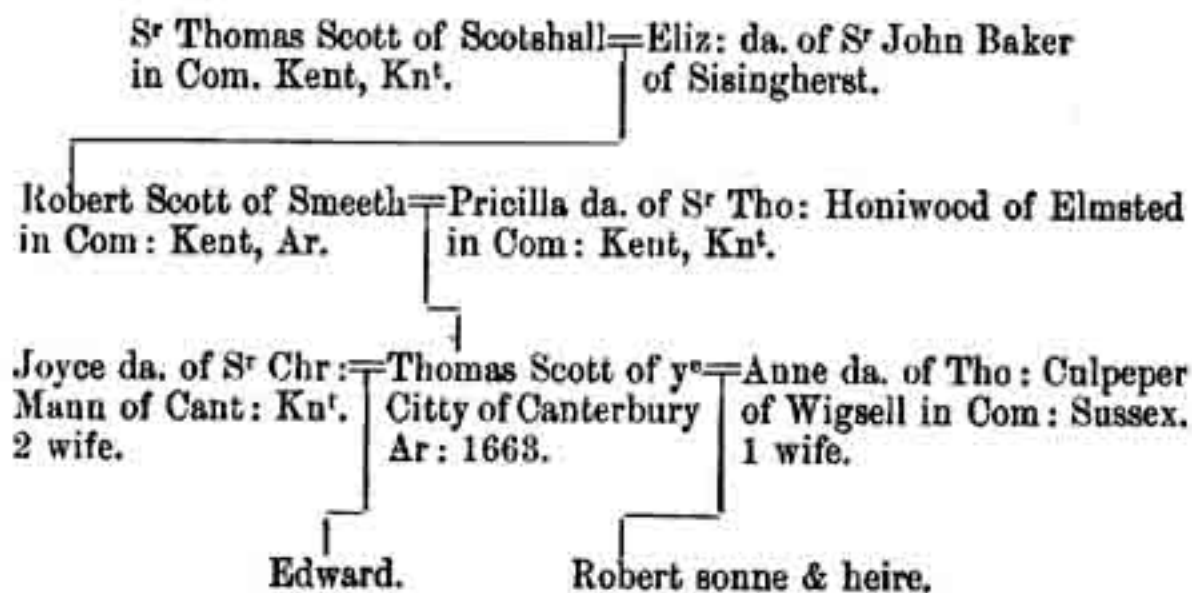 Sʳ Thomas Scott of Scotshall=Eliz: da. of Sʳ John Baker
in Com. Kent, Knᵗ. of Sisingherst.
Robert Scott of Smeeth=Pricilla da. of Sʳ Tho: Honiwood of Elmsted
in Com: Kent, Ar. in Com: Kent, Knᵗ.
Joyce da. of Sʳ Chr:=Thomas Scott of yᵉ=Anne da. of Tho: Culpeper
Mann of Cant: Knᵗ. Citty of Canterbury of Wigsell in Com: Sussex.
2 wife. Ar: 1663. 1 wife.
Edward. Robert sonne & heire.